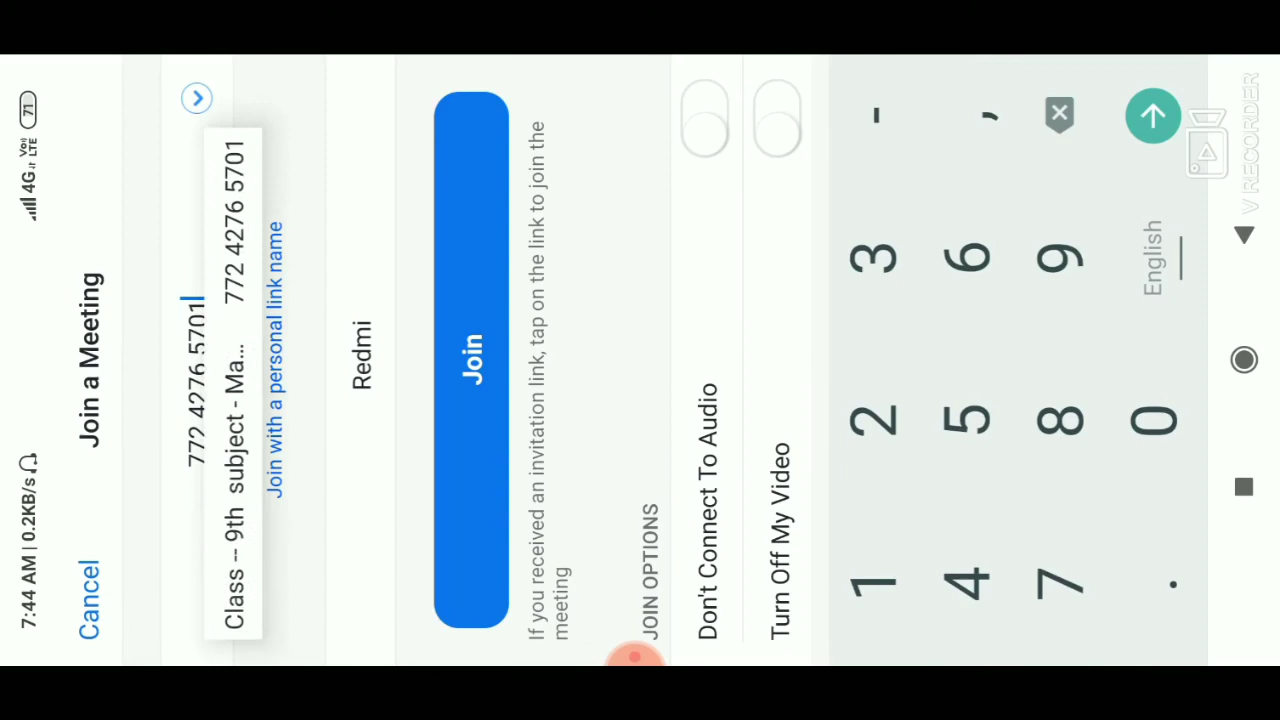 7:44 AM | 0.2KB/s
Vo)) LTE 4G 71
Cancel
Join a Meeting
772 4276 5701
Class -- 9th subject - Ma... 772 4276 5701
Join with a personal link name
Redmi
Join
If you received an invitation link, tap on the link to join the
meeting
JOIN OPTIONS
Don't Connect To Audio
Turn Off My Video
1 2 3 -
4 5 6 ,
7 8 9
. 0 English
V RECORDER